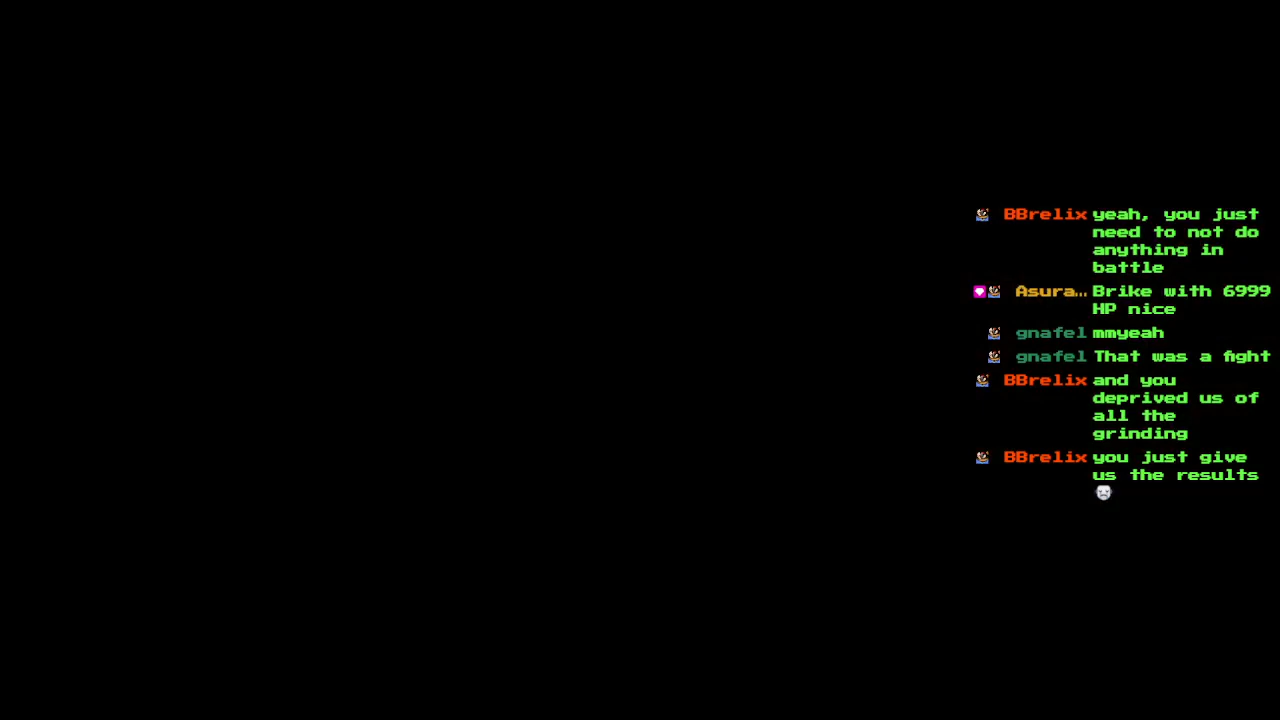 BBrelix yeah, you just
need to not do
anything in
battle
Asura… Brike with 6999
HP nice
gnafel mmyeah
gnafel That was a fight
BBrelix and you
deprived us of
all the
grinding
BBrelix you just give
us the results